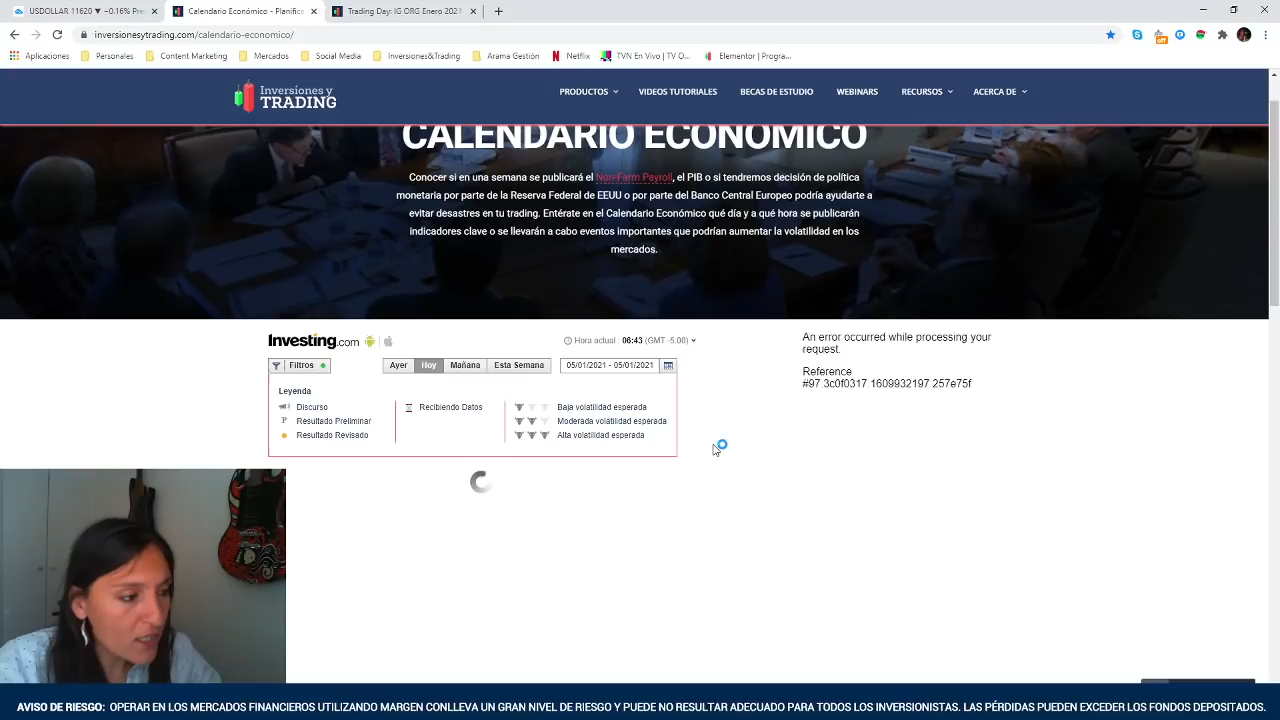 USDOLLAR 11620 ▼ −0.16% Pre
Calendario Económico - Planifica
Trading Day: IG ORG Enero 2021
inversionesytrading.com/calendario-economico/
off
Aplicaciones
Personales
Content Marketing
Mercados
Social Media
Inversiones&Trading
Arama Gestión
Netflix
TVN En Vivo | TV O...
Elementor | Progra...
Inversiones y
TRADING
PRODUCTOS
VIDEOS TUTORIALES
BECAS DE ESTUDIO
WEBINARS
RECURSOS
ACERCA DE
CALENDARIO ECONÓMICO
Conocer si en una semana se publicará el Non-Farm Payroll, el PIB o si tendremos decisión de política
monetaria por parte de la Reserva Federal de EEUU o por parte del Banco Central Europeo podría ayudarte a
evitar desastres en tu trading. Entérate en el Calendario Económico qué día y a qué hora se publicarán
indicadores clave o se llevarán a cabo eventos importantes que podrían aumentar la volatilidad en los
mercados.
Investing.com
Hora actual 06:43 (GMT -5:00)
Filtros
Ayer
Hoy
Mañana
Esta Semana
05/01/2021 - 05/01/2021
Leyenda
Discurso
P Resultado Preliminar
Resultado Revisado
Recibiendo Datos
Baja volatilidad esperada
Moderada volatilidad esperada
Alta volatilidad esperada
An error occurred while processing your
request.
Reference
#97.3c0f0317.1609932197.257e75f
AVISO DE RIESGO: OPERAR EN LOS MERCADOS FINANCIEROS UTILIZANDO MARGEN CONLLEVA UN GRAN NIVEL DE RIESGO Y PUEDE NO RESULTAR ADECUADO PARA TODOS LOS INVERSIONISTAS. LAS PÉRDIDAS PUEDEN EXCEDER LOS FONDOS DEPOSITADOS.